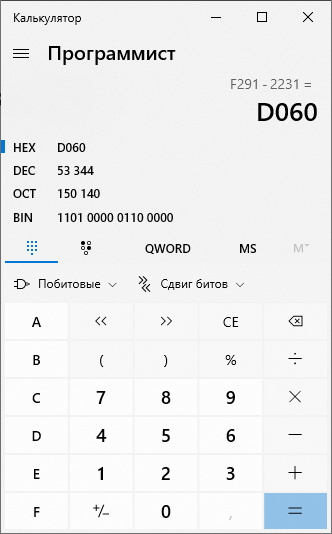 Калькулятор
Программист
F291 - 2231 =
D060
HEX D060
DEC 53 344
OCT 150 140
BIN 1101 0000 0110 0000
QWORD MS M˅
Побитовые Сдвиг битов
A << >> CE
B ( ) % ÷
C 7 8 9 ×
D 4 5 6 −
E 1 2 3 +
F +/− 0 , =